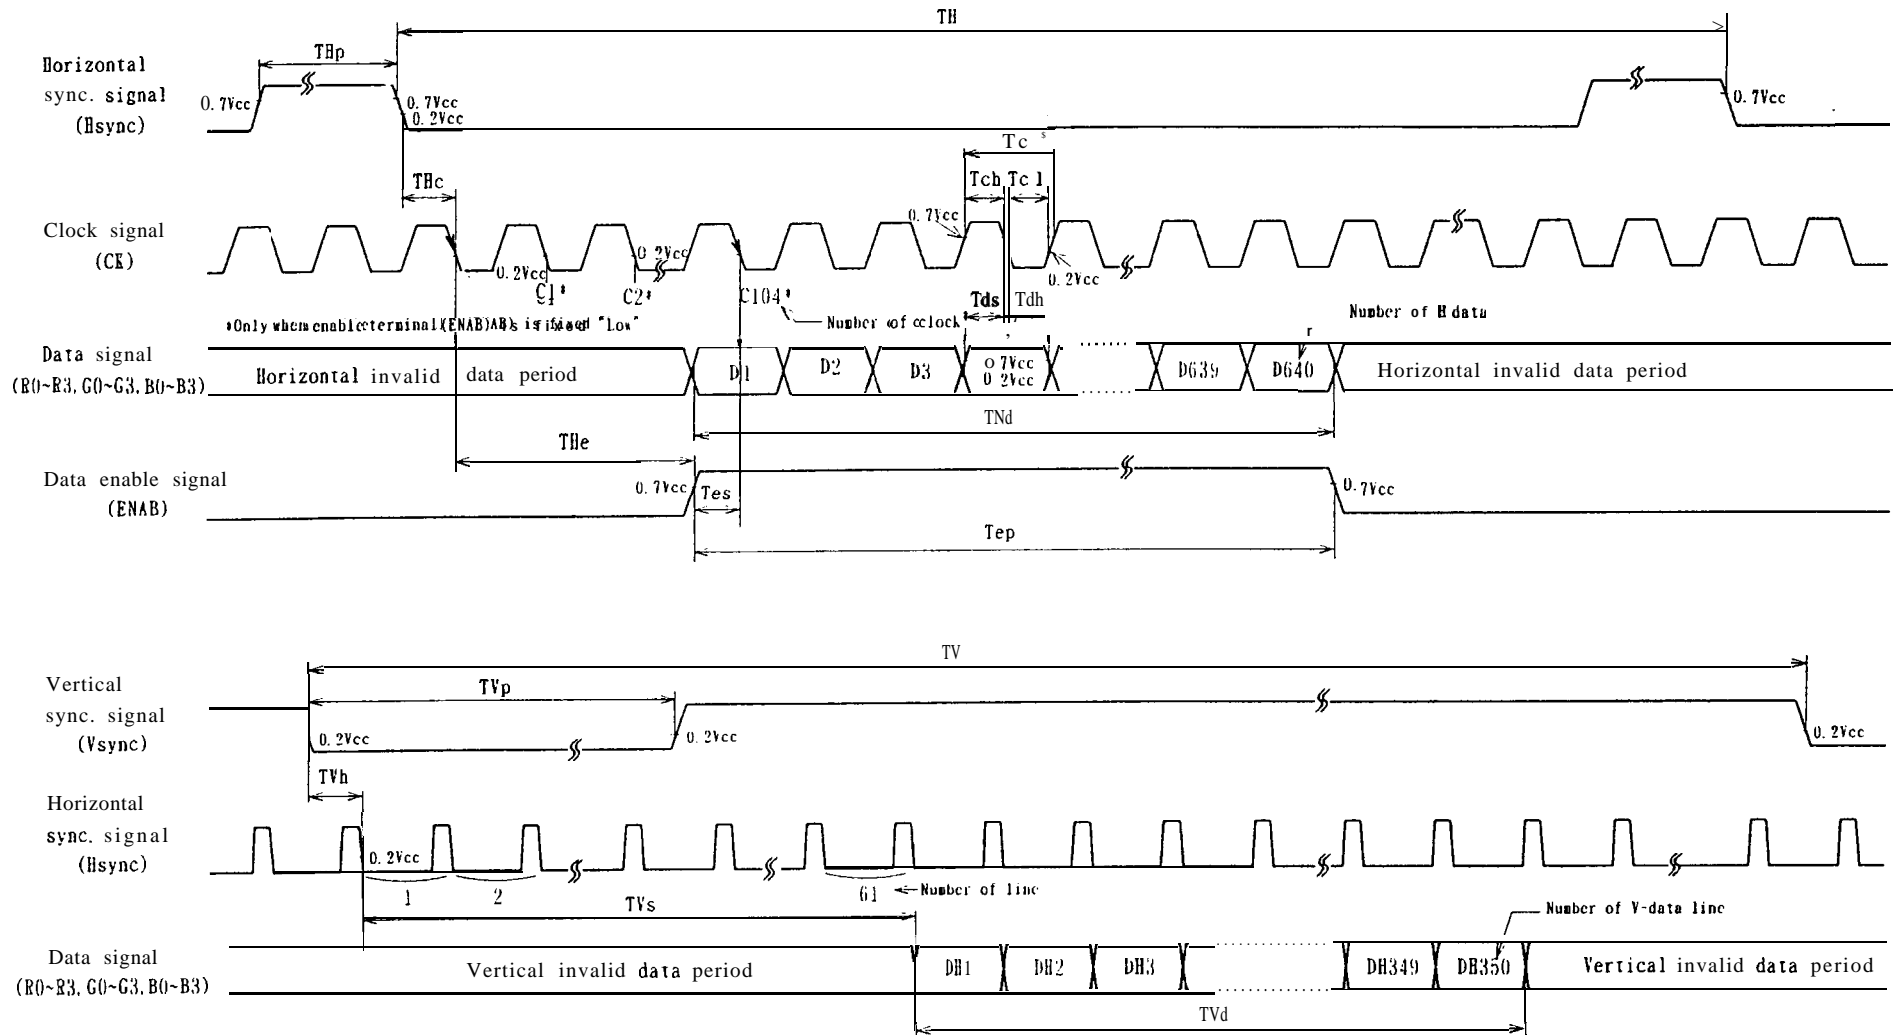 TH
THp
Horizontal
sync. signal
(Hsync)
0.7Vcc
0.7Vcc
0.2Vcc
0.7Vcc
Tc
s
THc
Tch
Tcl
0.7Vcc
Clock signal
(CK)
0.2Vcc
0.2Vcc
0.2Vcc
C1*
C2*
C104*
Tds
Tdh
Number of clock
Number of H data
r
Data signal
(R0~R3, G0~G3, B0~B3)
Horizontal invalid data period
D1
D2
D3
0.7Vcc
0.2Vcc
D639
D640
Horizontal invalid data period
TNd
THe
Data enable signal
(ENAB)
0.7Vcc
Tes
0.7Vcc
Tep
TV
Vertical
sync. signal
(Vsync)
TVp
0.2Vcc
0.2Vcc
0.2Vcc
TVh
Horizontal
sync. signal
(Hsync)
0.2Vcc
1
2
61
Number of line
TVs
Number of V-data line
Data signal
(R0~R3, G0~G3, B0~B3)
Vertical invalid data period
DH1
DH2
DH3
DH349
DH350
Vertical invalid data period
TVd